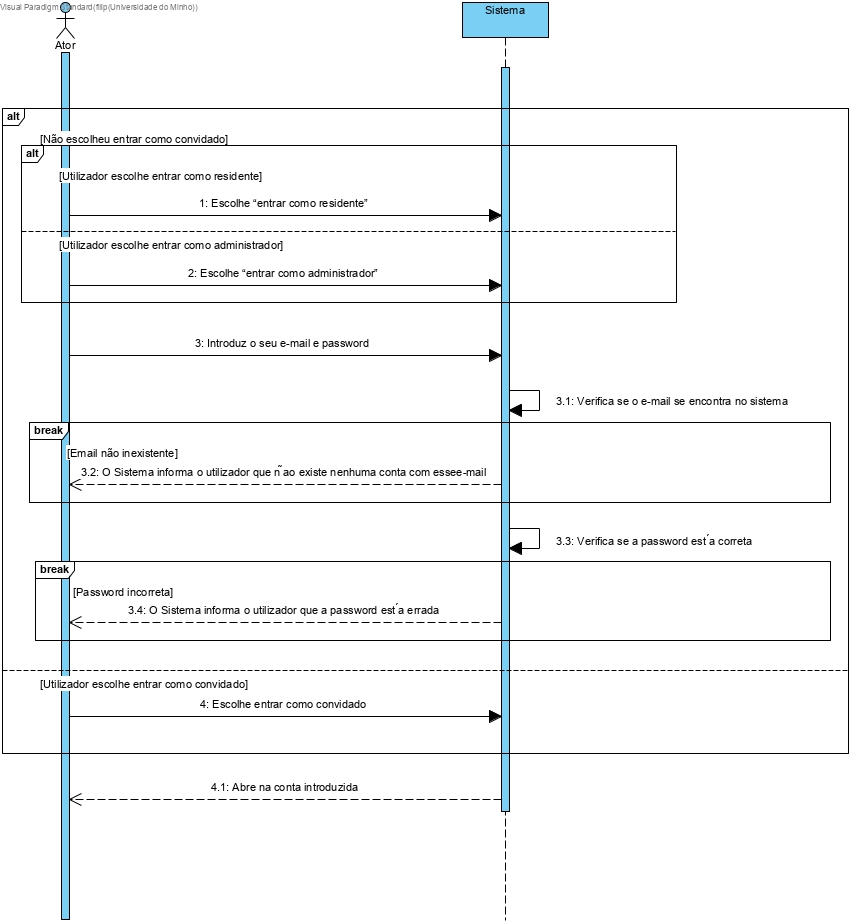 Visual Paradigm Standard(filip(Universidade do Minho))
Ator
Sistema
alt
[Não escolheu entrar como convidado]
alt
[Utilizador escolhe entrar como residente]
1: Escolhe “entrar como residente”
[Utilizador escolhe entrar como administrador]
2: Escolhe “entrar como administrador”
3: Introduz o seu e-mail e password
3.1: Verifica se o e-mail se encontra no sistema
break
[Email não inexistente]
3.2: O Sistema informa o utilizador que n ̃ao existe nenhuma conta com essee-mail
3.3: Verifica se a password est ́a correta
break
[Password incorreta]
3.4: O Sistema informa o utilizador que a password est ́a errada
[Utilizador escolhe entrar como convidado]
4: Escolhe entrar como convidado
4.1: Abre na conta introduzida